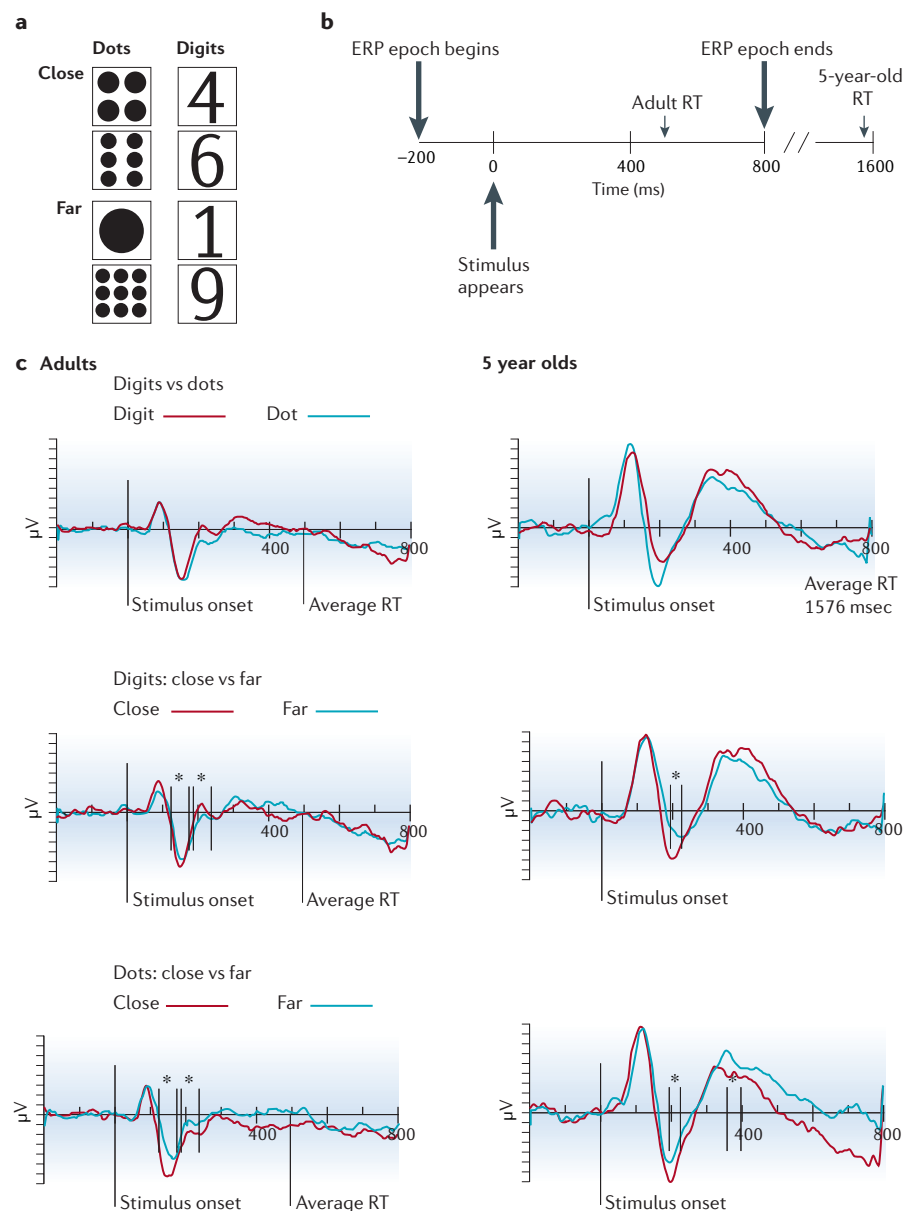 a
Dots Digits
Close
4
6
Far
1
9
b
ERP epoch begins
ERP epoch ends
Adult RT
5-year-old
RT
–200
0
400
800
1600
Time (ms)
Stimulus
appears
c Adults
5 year olds
Digits vs dots
Digit Dot
µV
400
800
Stimulus onset
Average RT
µV
400
800
Stimulus onset
Average RT
1576 msec
Digits: close vs far
Close Far
µV
* *
400
800
Stimulus onset
Average RT
µV
*
400
800
Stimulus onset
Dots: close vs far
Close Far
µV
* *
400
800
Stimulus onset
Average RT
µV
* *
400
800
Stimulus onset